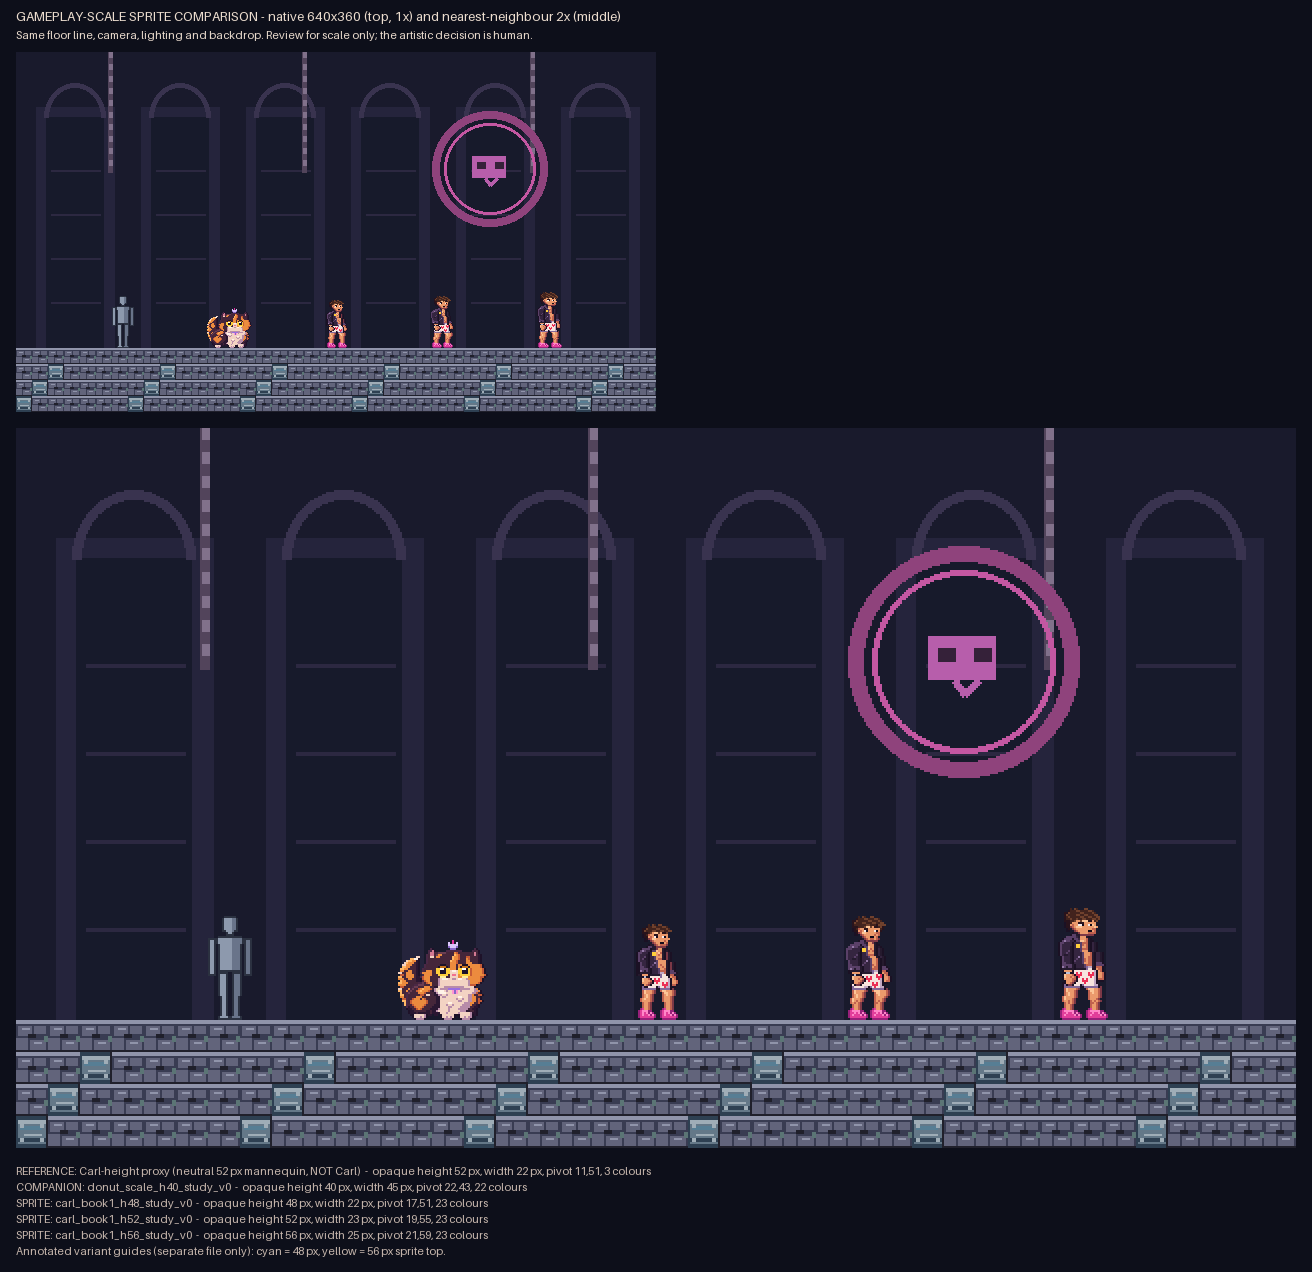 GAMEPLAY-SCALE SPRITE COMPARISON - native 640x360 (top, 1x) and nearest-neighbour 2x (middle)
Same floor line, camera, lighting and backdrop. Review for scale only; the artistic decision is human.
REFERENCE: Carl-height proxy (neutral 52 px mannequin, NOT Carl) - opaque height 52 px, width 22 px, pivot 11,51, 3 colours
COMPANION: donut_scale_h40_study_v0 - opaque height 40 px, width 45 px, pivot 22,43, 22 colours
SPRITE: carl_book1_h48_study_v0 - opaque height 48 px, width 22 px, pivot 17,51, 23 colours
SPRITE: carl_book1_h52_study_v0 - opaque height 52 px, width 23 px, pivot 19,55, 23 colours
SPRITE: carl_book1_h56_study_v0 - opaque height 56 px, width 25 px, pivot 21,59, 23 colours
Annotated variant guides (separate file only): cyan = 48 px, yellow = 56 px sprite top.